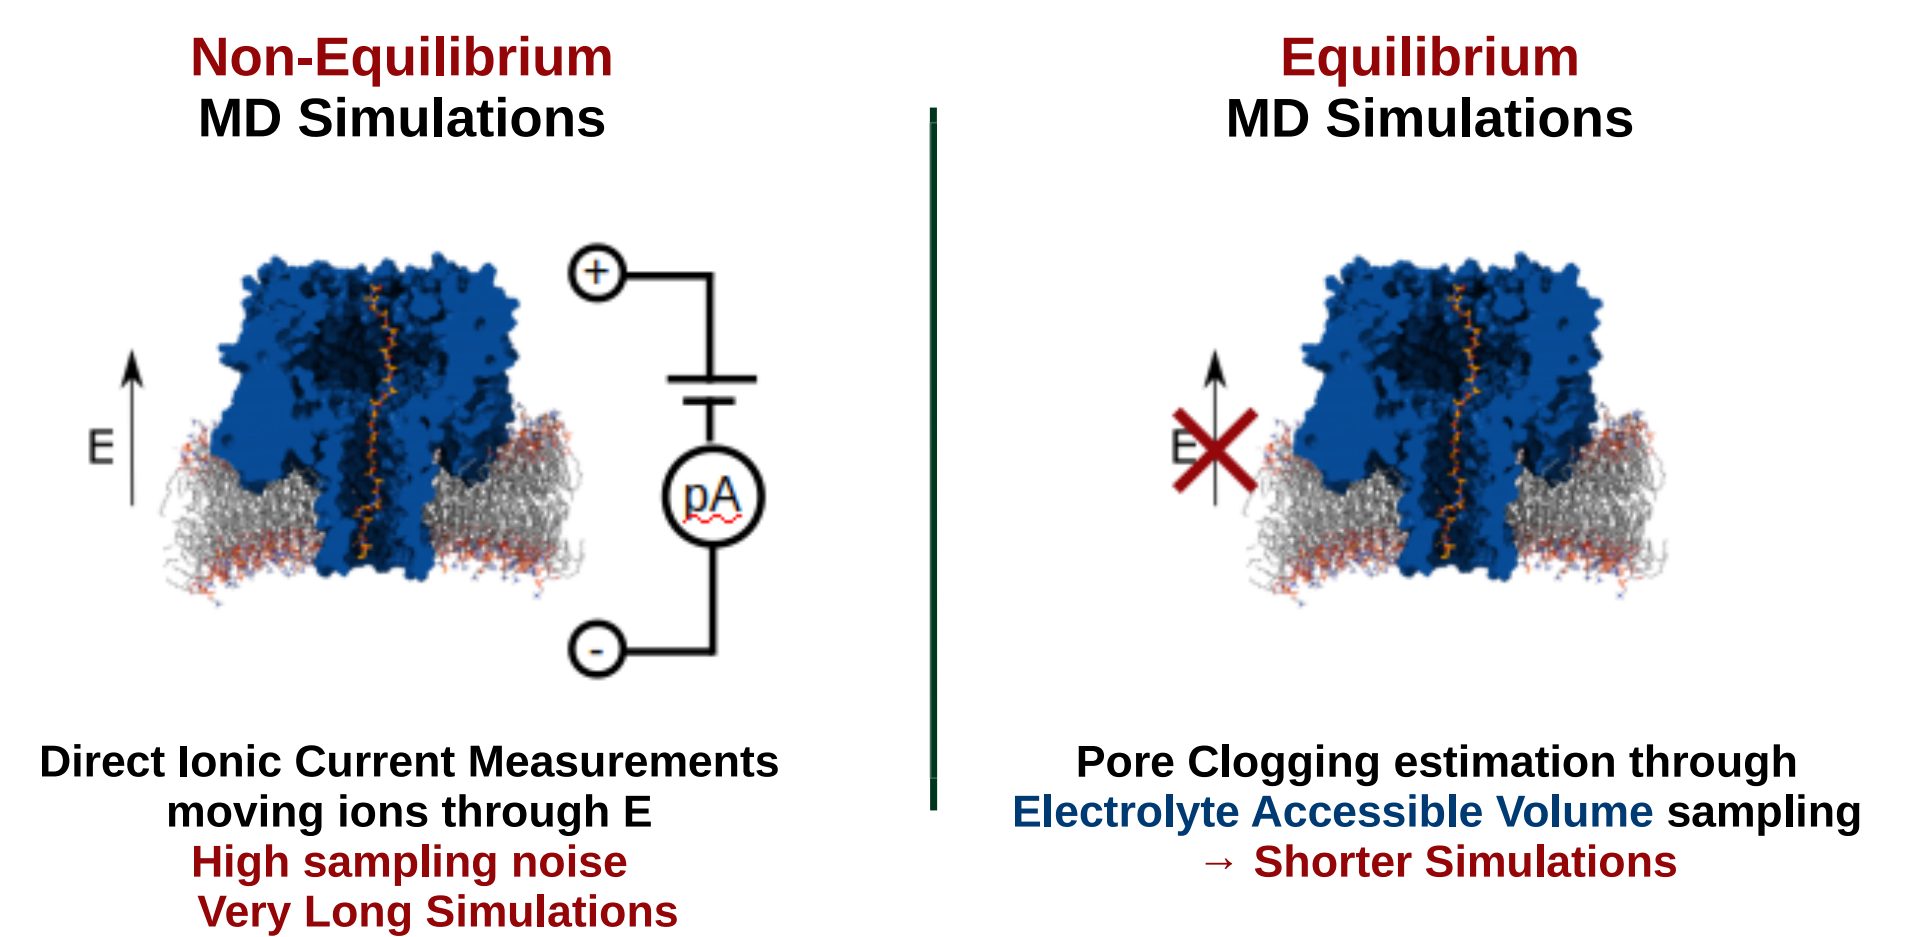 Non-Equilibrium
MD Simulations
E
+
pA
-
Direct Ionic Current Measurements
moving ions through E
High sampling noise
Very Long Simulations
Equilibrium
MD Simulations
E
Pore Clogging estimation through
Electrolyte Accessible Volume sampling
→ Shorter Simulations